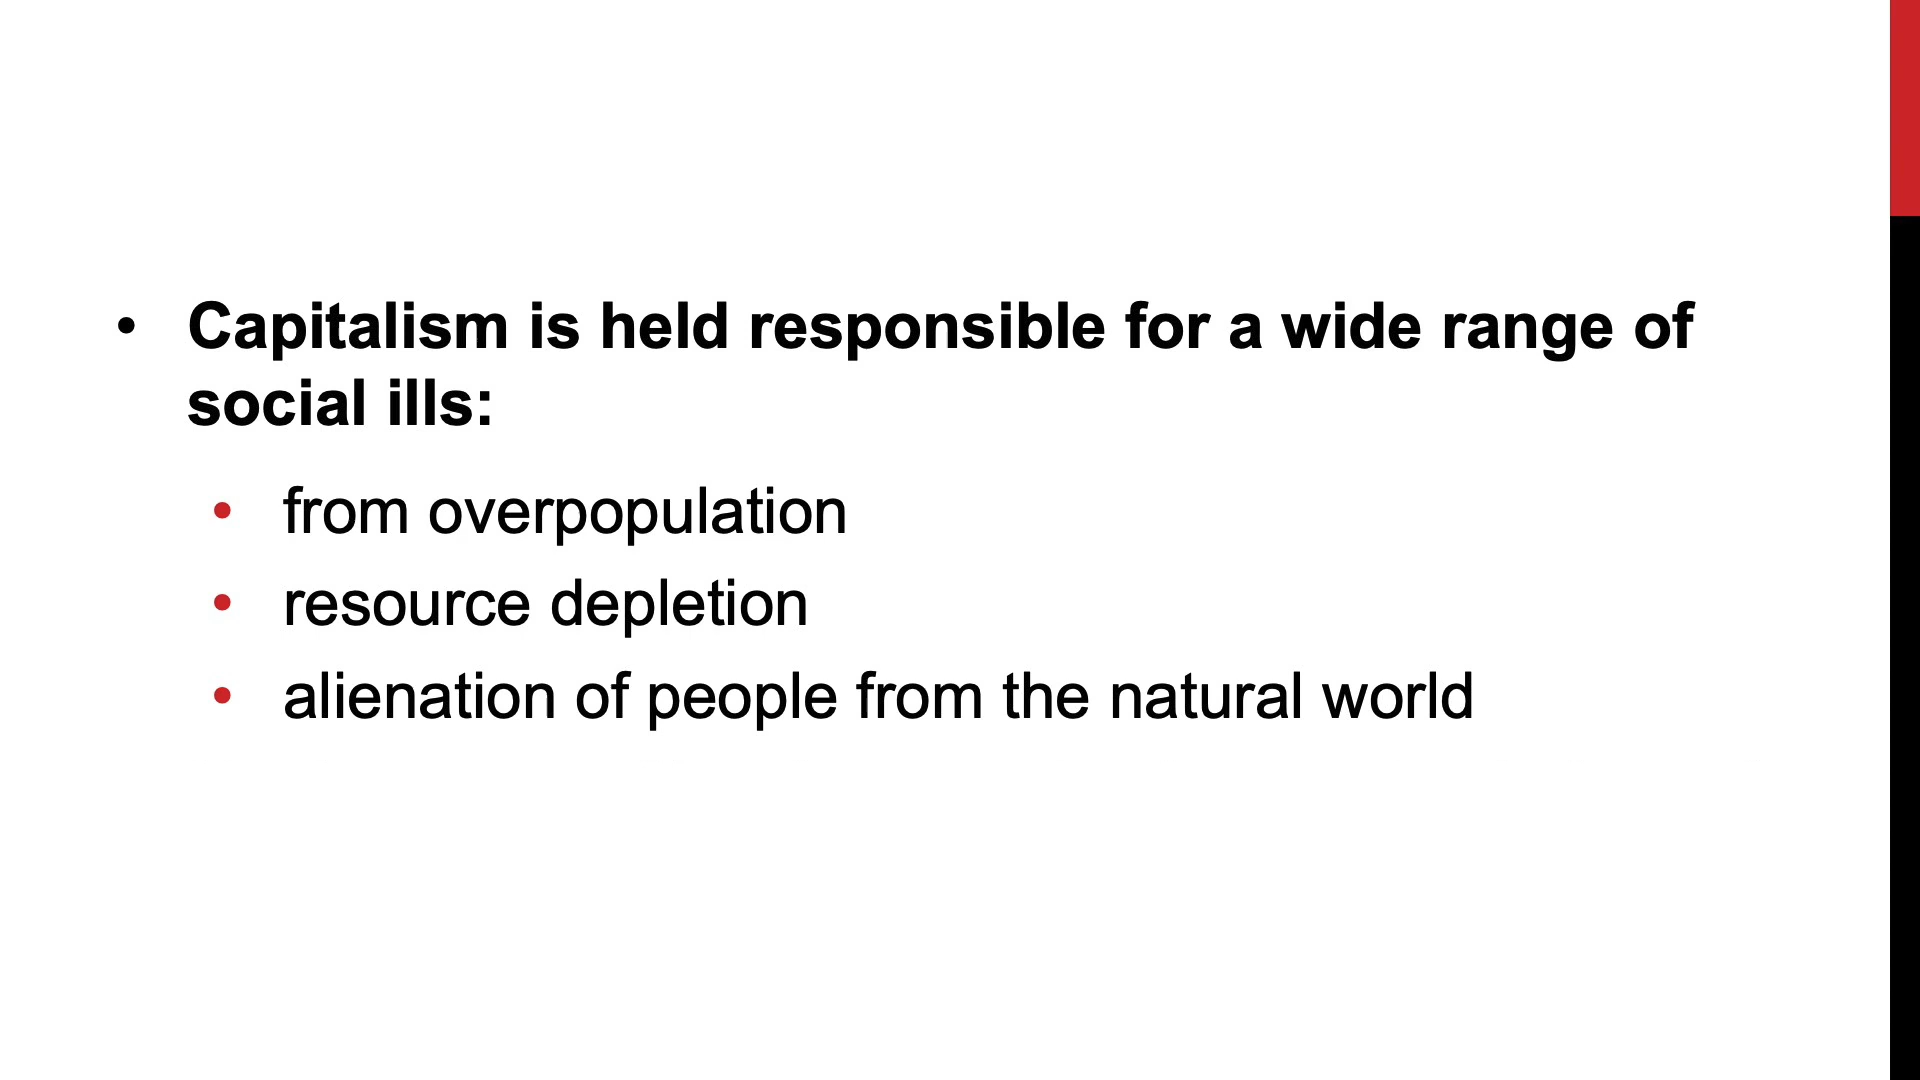 • Capitalism is held responsible for a wide range of
social ills:
• from overpopulation
• resource depletion
• alienation of people from the natural world